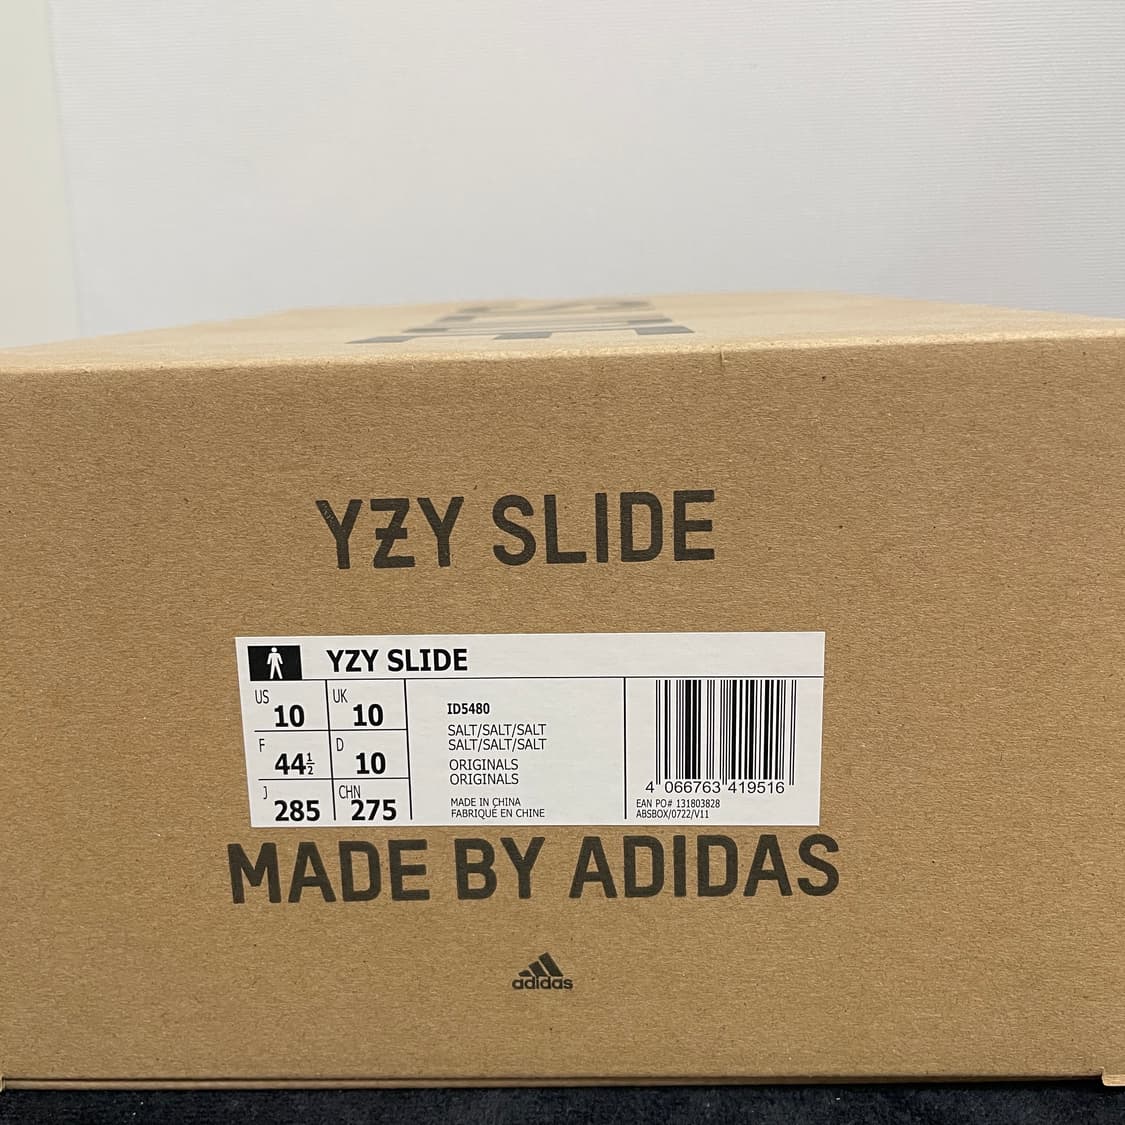 YZY SLIDE
YZY SLIDE
US 10 UK 10
F 44½ D 10
J 285 CHN 275
ID5480
SALT/SALT/SALT
SALT/SALT/SALT
ORIGINALS
ORIGINALS
MADE IN CHINA
FABRIQUÉ EN CHINE
4 066763 419516
EAN PO# 131803828
ABSBOX/0722/V11
MADE BY ADIDAS
adidas